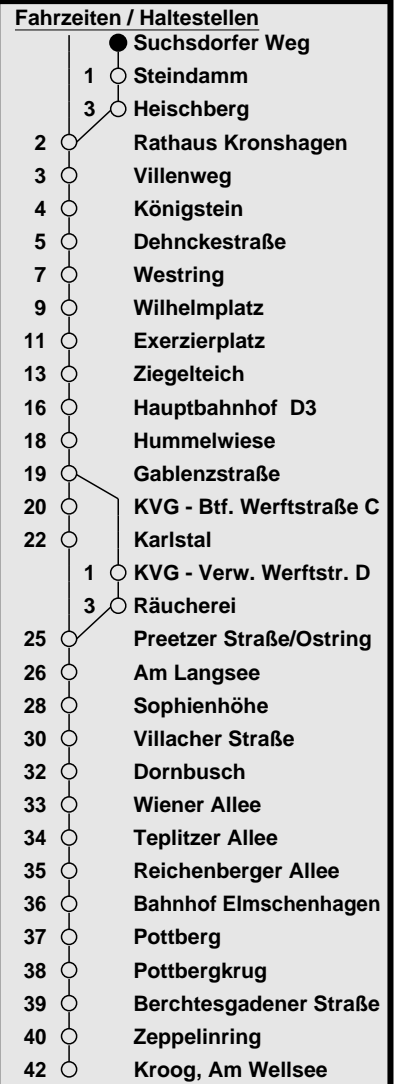 Fahrzeiten / Haltestellen
Suchsdorfer Weg
1 Steindamm
3 Heischberg
2 Rathaus Kronshagen
3 Villenweg
4 Königstein
5 Dehnckestraße
7 Westring
9 Wilhelmplatz
11 Exerzierplatz
13 Ziegelteich
16 Hauptbahnhof D3
18 Hummelwiese
19 Gablenzstraße
20 KVG - Btf. Werftstraße C
22 Karlstal
1 KVG - Verw. Werftstr. D
3 Räucherei
25 Preetzer Straße/Ostring
26 Am Langsee
28 Sophienhöhe
30 Villacher Straße
32 Dornbusch
33 Wiener Allee
34 Teplitzer Allee
35 Reichenberger Allee
36 Bahnhof Elmschenhagen
37 Pottberg
38 Pottbergkrug
39 Berchtesgadener Straße
40 Zeppelinring
42 Kroog, Am Wellsee